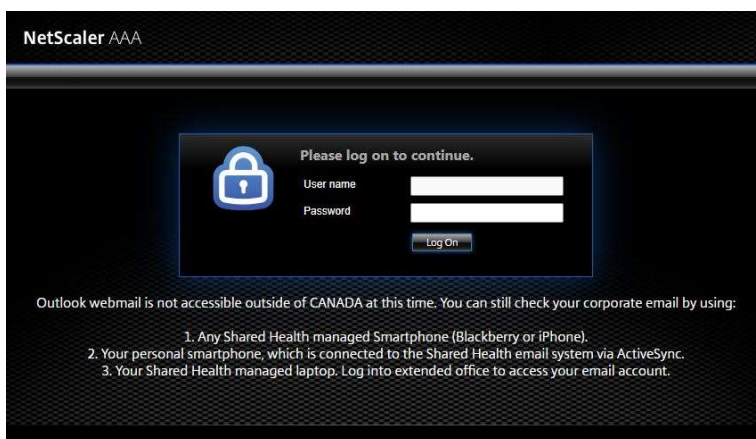 NetScaler AAA
Please log on to continue.
User name
Password
Log On
Outlook webmail is not accessible outside of CANADA at this time. You can still check your corporate email by using:
1. Any Shared Health managed Smartphone (Blackberry or iPhone).
2. Your personal smartphone, which is connected to the Shared Health email system via ActiveSync.
3. Your Shared Health managed laptop. Log into extended office to access your email account.